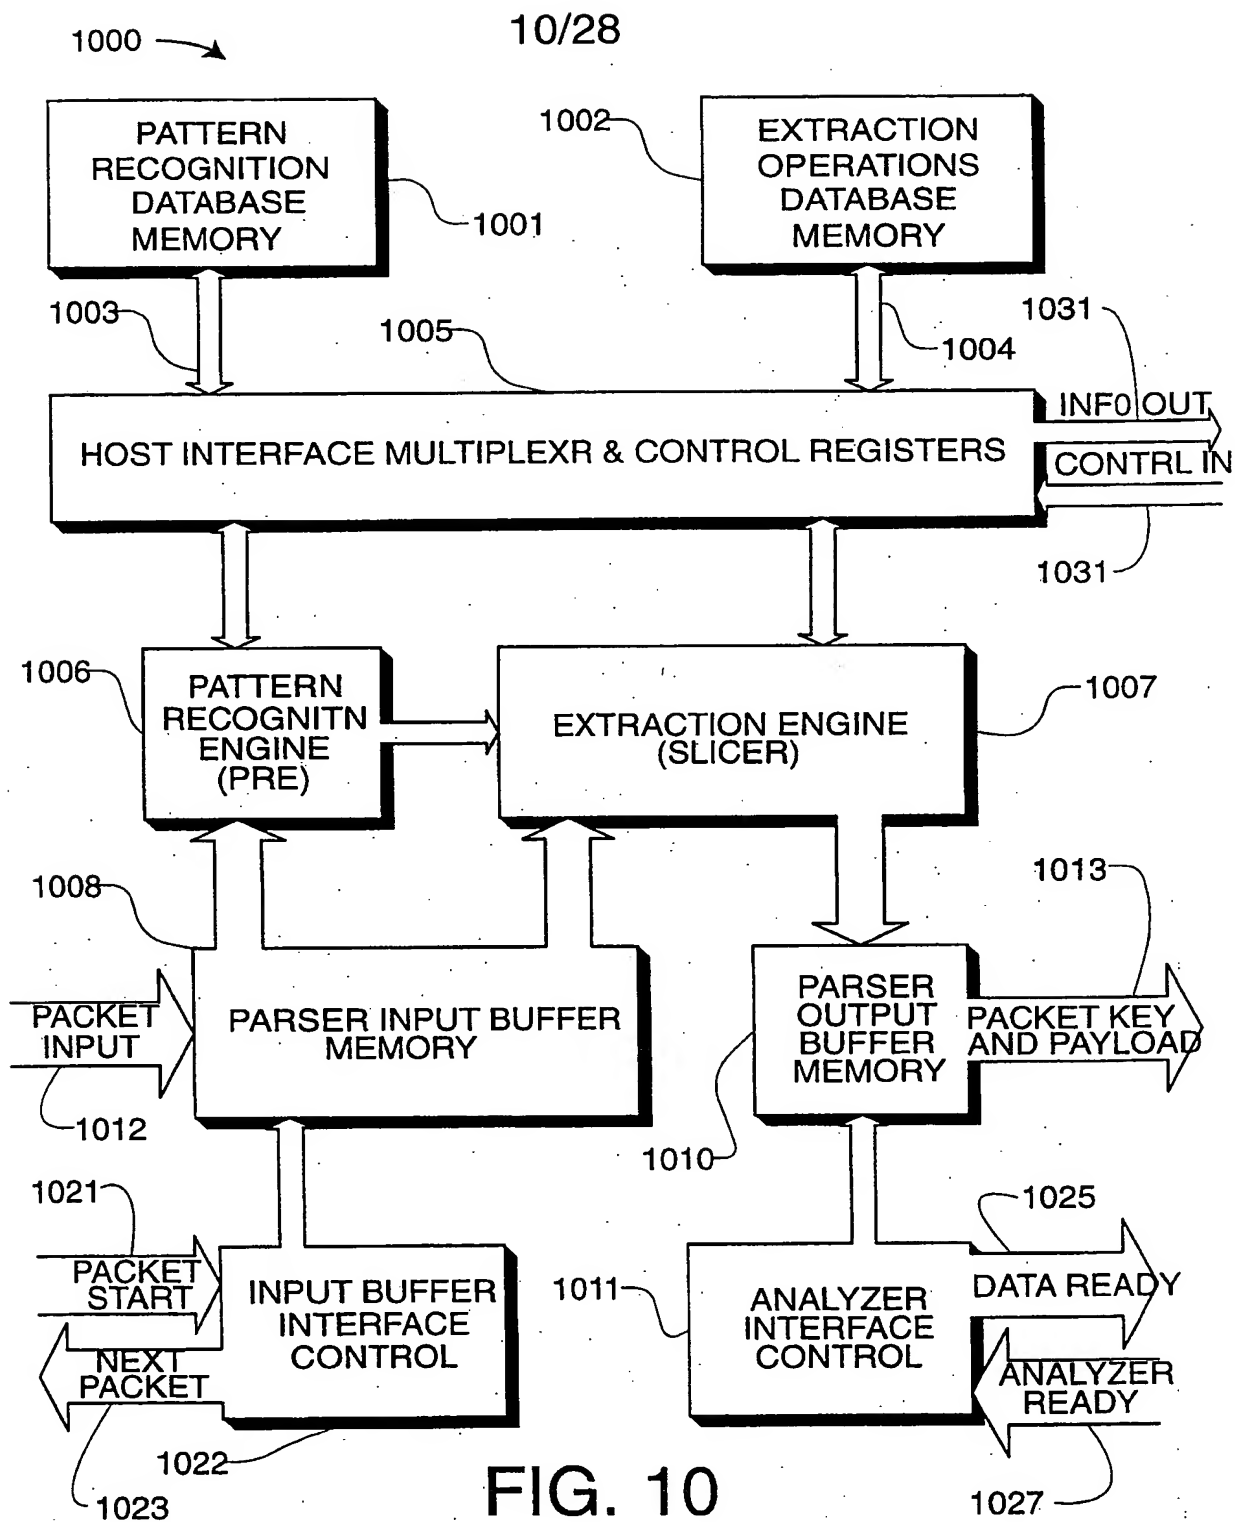 10/28
1000
PATTERN
RECOGNITION
DATABASE
MEMORY
1001
1002
EXTRACTION
OPERATIONS
DATABASE
MEMORY
1003
1005
1004
1031
HOST INTERFACE MULTIPLEXR & CONTROL REGISTERS
INFO OUT
CONTRL IN
1031
1006
PATTERN
RECOGNITN
ENGINE
(PRE)
EXTRACTION ENGINE
(SLICER)
1007
1008
1013
PACKET
INPUT
PARSER INPUT BUFFER
MEMORY
PARSER
OUTPUT
BUFFER
MEMORY
PACKET KEY
AND PAYLOAD
1012
1010
1021
1025
PACKET
START
INPUT BUFFER
INTERFACE
CONTROL
1011
ANALYZER
INTERFACE
CONTROL
DATA READY
NEXT
PACKET
ANALYZER
READY
1022
1023
1027
FIG. 10